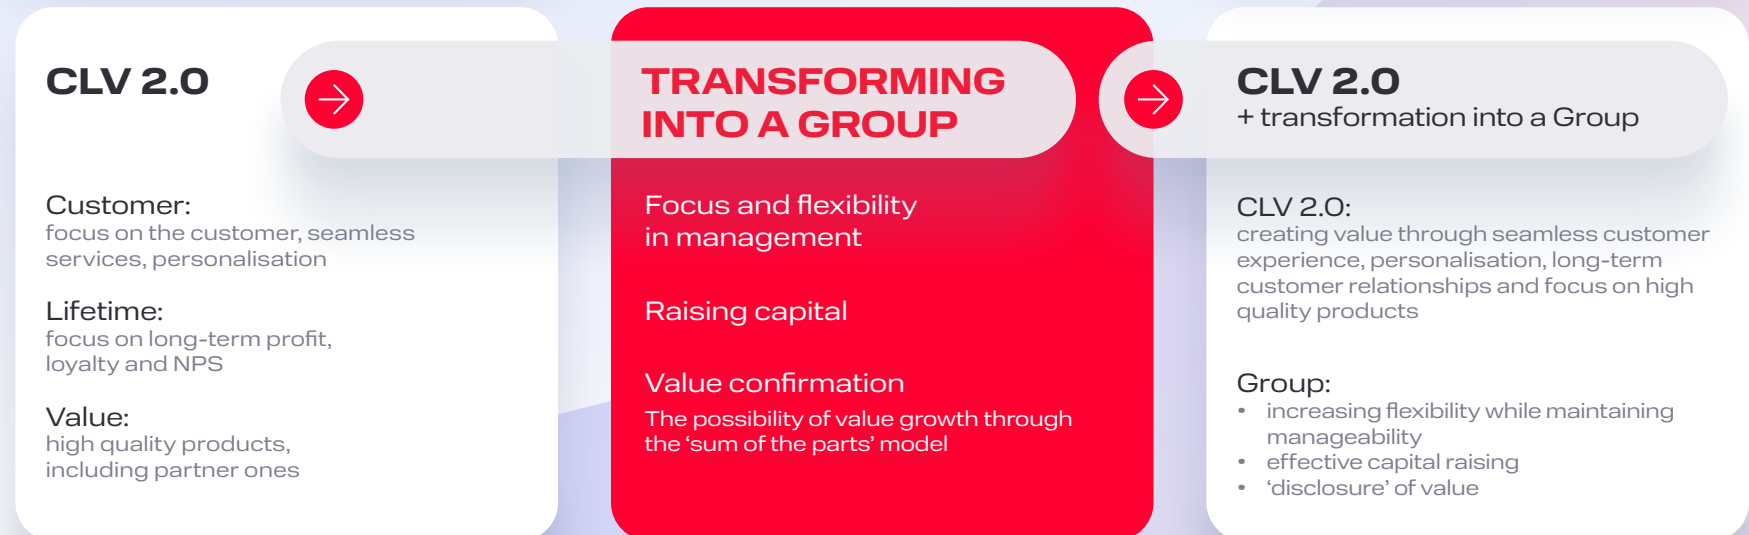 CLV 2.0
Customer:
focus on the customer, seamless
services, personalisation
Lifetime:
focus on long-term profit,
loyalty and NPS
Value:
high quality products,
including partner ones
TRANSFORMING
INTO A GROUP
Focus and flexibility
in management
Raising capital
Value confirmation
The possibility of value growth through
the ‘sum of the parts’ model
CLV 2.0
+ transformation into a Group
CLV 2.0:
creating value through seamless customer
experience, personalisation, long-term
customer relationships and focus on high
quality products
Group:
• increasing flexibility while maintaining
manageability
• effective capital raising
• ‘disclosure’ of value